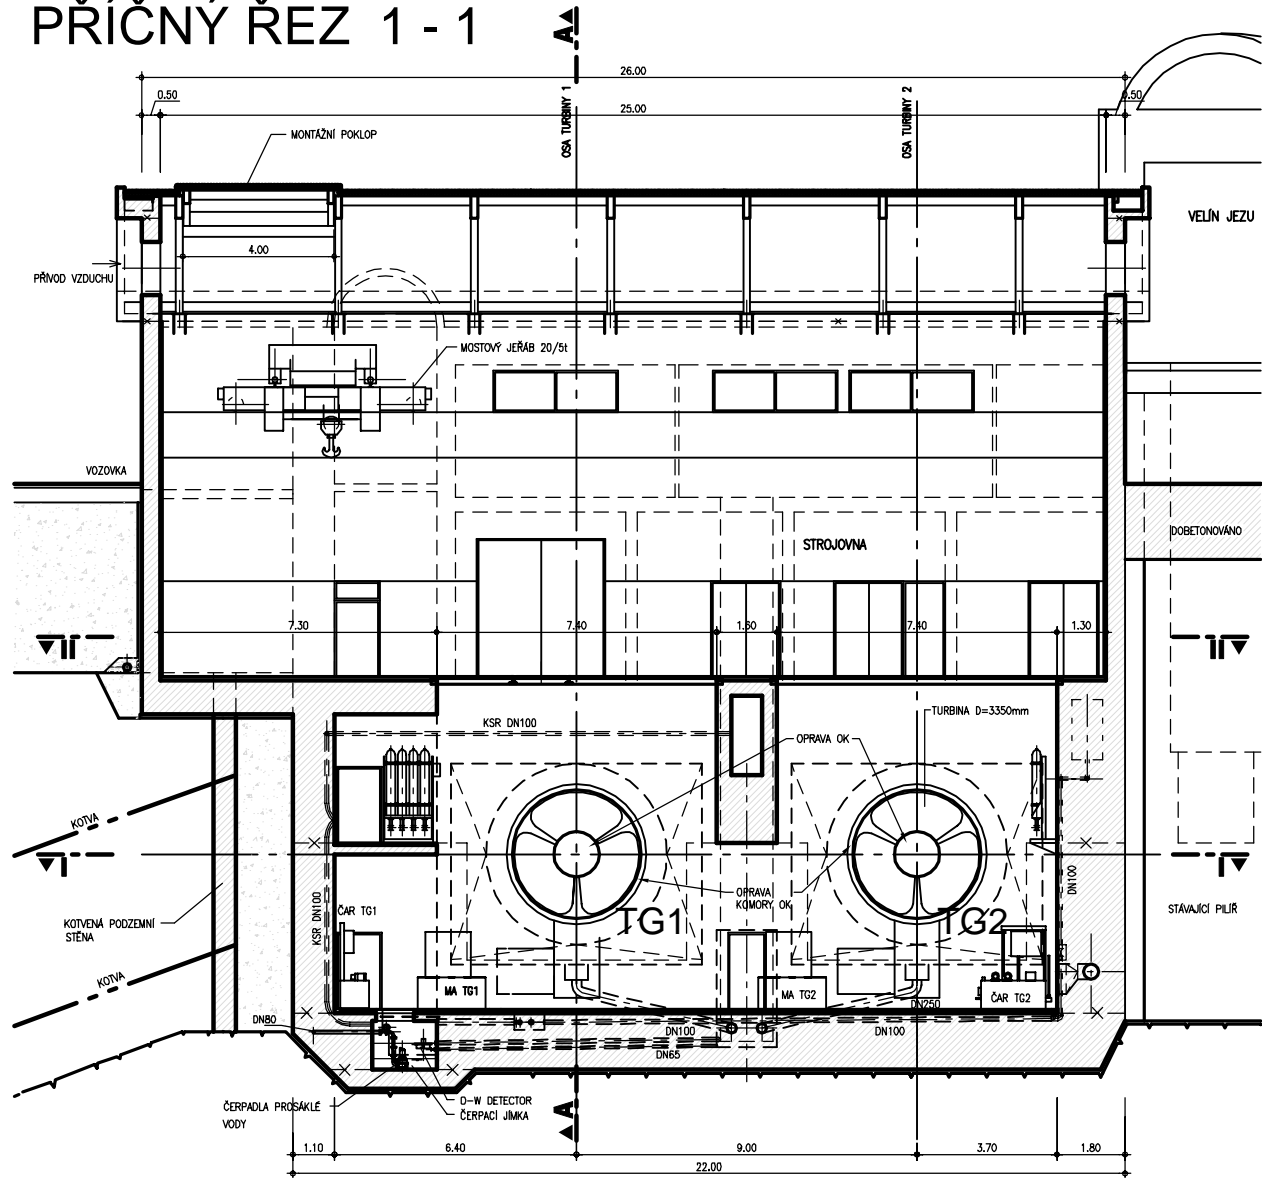 PŘÍČNÝ ŘEZ 1 - 1
A
26.00
0.50
25.00
0.50
OSA TURBINY 1
OSA TURBINY 2
MONTÁŽNÍ POKLOP
VELÍN JEZU
4.00
PŘÍVOD VZDUCHU
MOSTOVÝ JEŘÁB 20/5t
VOZOVKA
STROJOVNA
DOBETONOVÁNO
7.30
7.40
1.60
7.40
1.30
II
II
KSR DN100
OPRAVA OK
TURBINA D=3350mm
KOTVA
I
I
DN100
OPRAVA
KOMORY OK
KSR DN100
ČAR TG1
TG1
TG2
KOTVENÁ PODZEMNÍ
STĚNA
STÁVAJÍCÍ PILÍŘ
KOTVA
MA TG1
MA TG2
ČAR TG2
DN250
DN80
DN100
DN100
DN65
ČERPADLA PROSÁKLÉ
VODY
O-W DETECTOR
ČERPACÍ JÍMKA
A
1.10
6.40
9.00
3.70
1.80
22.00